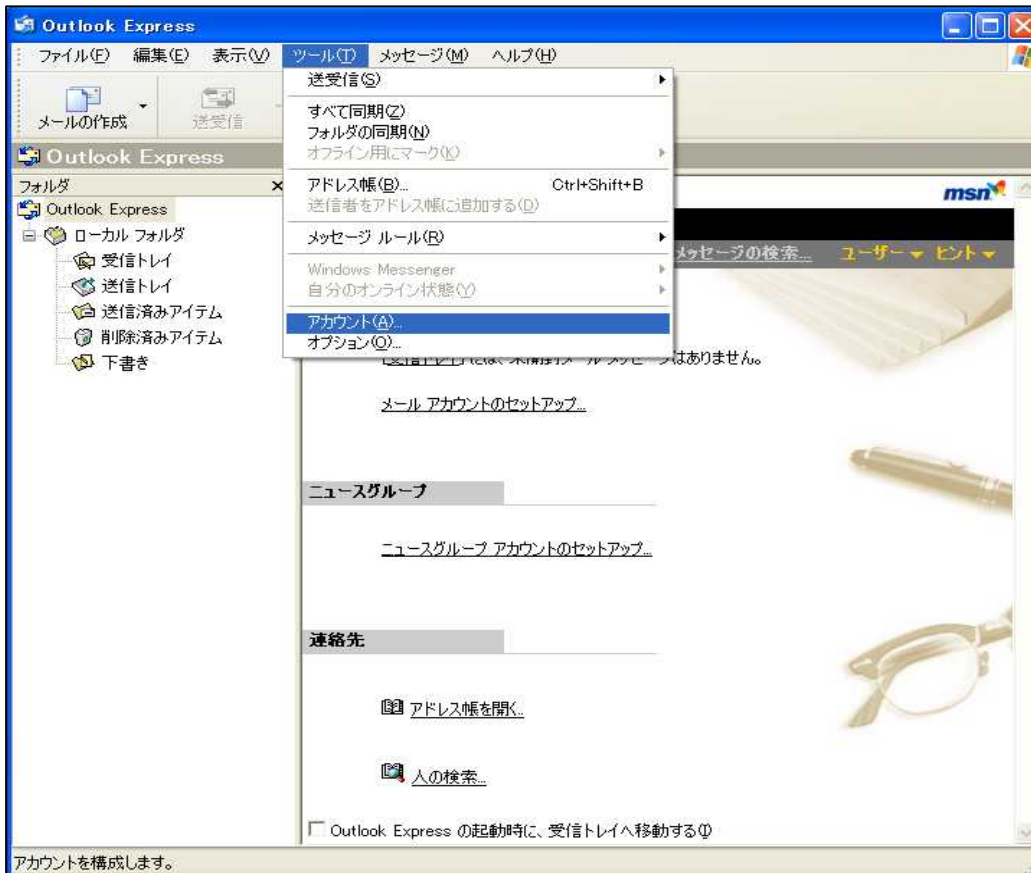 Outlook Express
ファイル(F) 編集(E) 表示(V) ツール(T) メッセージ(M) ヘルプ(H)
メールの作成 送受信
送受信(S)
すべて同期(Z)
フォルダの同期(N)
オフライン用にマーク(K)
アドレス帳(B)... Ctrl+Shift+B
送信者をアドレス帳に追加する(D)
メッセージ ルール(R)
Windows Messenger
自分のオンライン状態(Y)
アカウント(A)...
オプション(O)...
Outlook Express
フォルダ
Outlook Express
ローカル フォルダ
受信トレイ
送信トレイ
送信済みアイテム
削除済みアイテム
下書き
msn
メッセージの検索... ユーザー ヒント
はありません。
メール アカウントのセットアップ...
ニュースグループ
ニュースグループ アカウントのセットアップ...
連絡先
アドレス帳を開く...
人の検索...
Outlook Express の起動時に、受信トレイへ移動する(I)
アカウントを構成します。